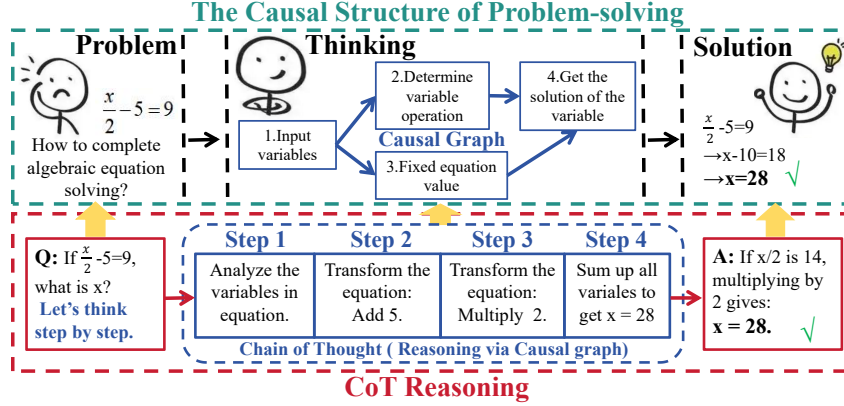 The Causal Structure of Problem-solving
Problem
x/2 - 5 = 9
How to complete
algebraic equation
solving?
Thinking
1.Input
variables
2.Determine
variable
operation
Causal Graph
3.Fixed equation
value
4.Get the
solution of the
variable
Solution
x/2 -5=9
→x-10=18
→x=28 √
Q: If x/2 -5=9,
what is x?
Let's think
step by step.
Step 1
Analyze the
variables in
equation.
Step 2
Transform the
equation:
Add 5.
Step 3
Transform the
equation:
Multiply 2.
Step 4
Sum up all
variales to
get x = 28
Chain of Thought ( Reasoning via Causal graph)
A: If x/2 is 14,
multiplying by
2 gives:
x = 28. √
CoT Reasoning